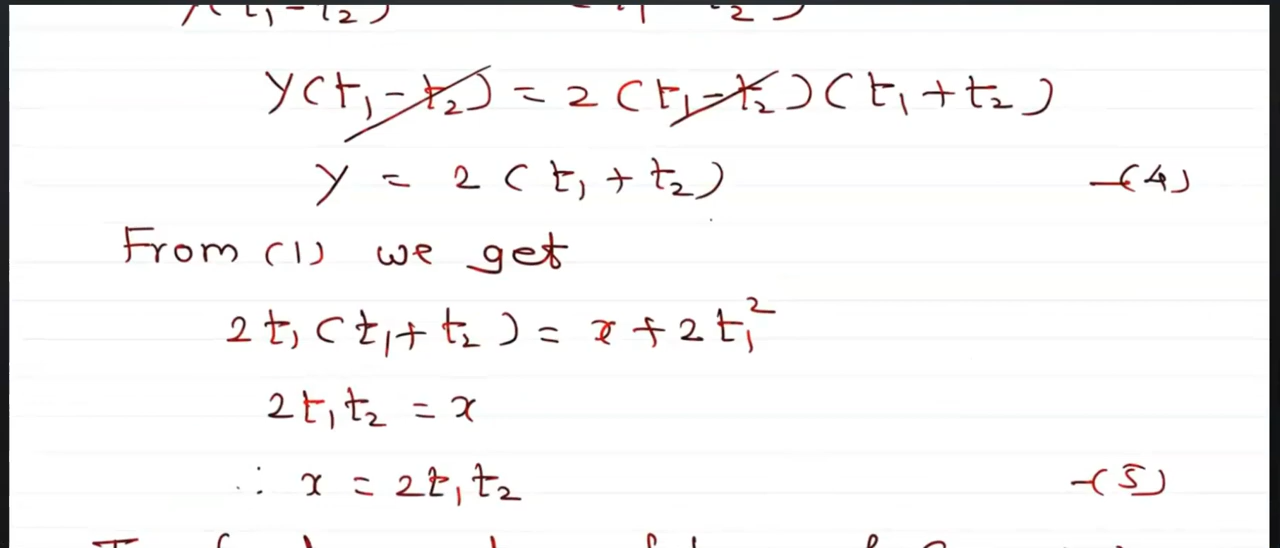 y(t₁ - t₂) = 2(t₁ - t₂)(t₁ + t₂)
y = 2(t₁ + t₂) —(4)
From (1) we get
2t₁(t₁ + t₂) = x + 2t₁²
2t₁t₂ = x
∴ x = 2t₁t₂ —(5)